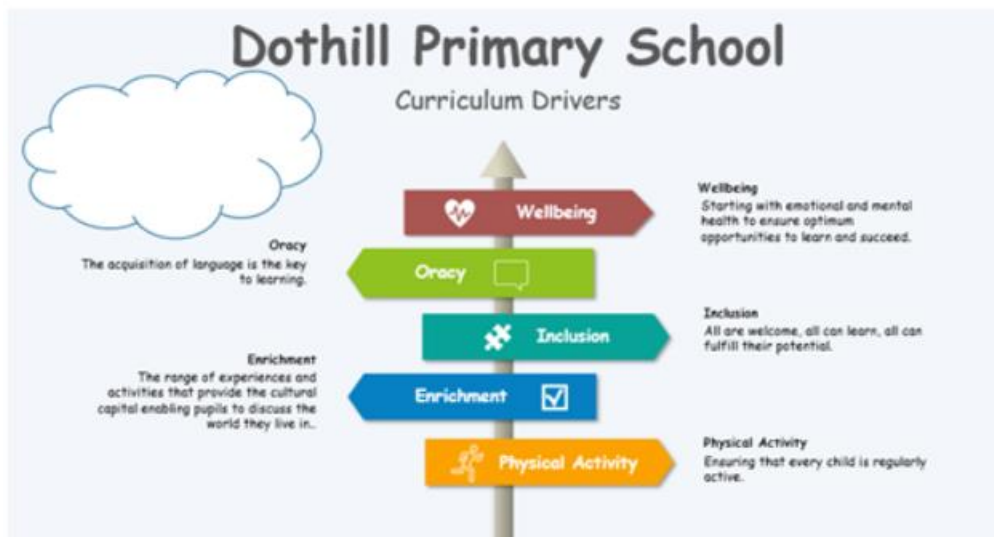 Dothill Primary School
Curriculum Drivers
Wellbeing
Wellbeing
Starting with emotional and mental
health to ensure optimum
opportunities to learn and succeed.
Oracy
The acquisition of language is the key
to learning.
Oracy
Inclusion
Inclusion
All are welcome, all can learn, all can
fulfill their potential.
Enrichment
The range of experiences and
activities that provide the cultural
capital enabling pupils to discuss the
world they live in..
Enrichment
Physical Activity
Physical Activity
Ensuring that every child is regularly
active.